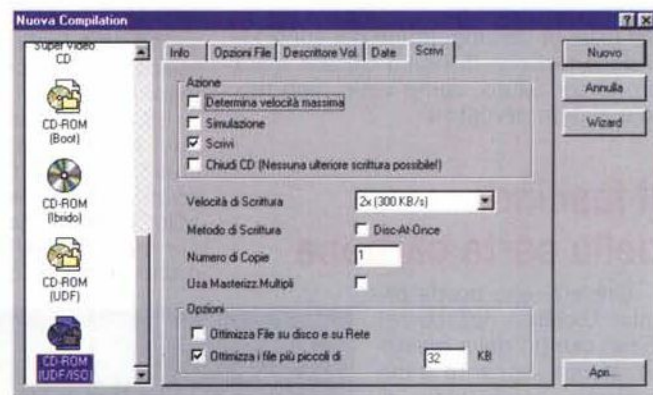 Nuova Compilation
Super Video
CD
CD-ROM
(Boot)
CD-ROM
(Ibrido)
CD-ROM
(UDF)
CD-ROM
(UDF/ISO)
Info
Opzioni File
Descrittore Vol.
Date
Scrivi
Azione
Determina velocità massima
Simulazione
Scrivi
Chiudi CD (Nessuna ulteriore scrittura possibile!)
Velocità di Scrittura
2x (300 KB/s)
Metodo di Scrittura
Disc-At-Once
Numero di Copie
1
Usa Masterizz.Multipli
Opzioni
Ottimizza File su disco e su Rete
Ottimizza i file più piccoli di
32
KB
Nuovo
Annulla
Wizard
Apri...